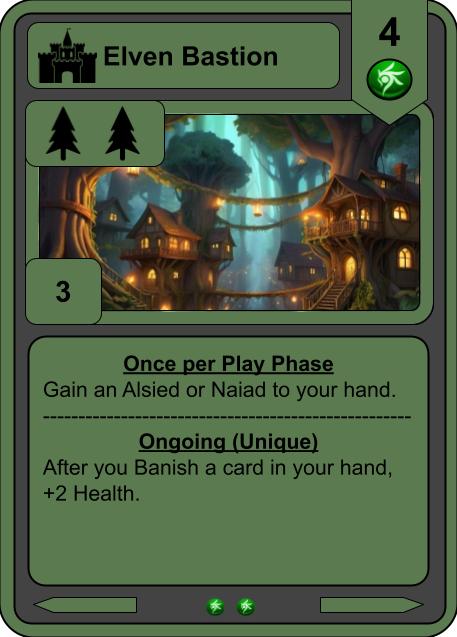 Elven Bastion
4
3
Once per Play Phase
Gain an Alsied or Naiad to your hand.
----------------------------------------------------
Ongoing (Unique)
After you Banish a card in your hand,
+2 Health.